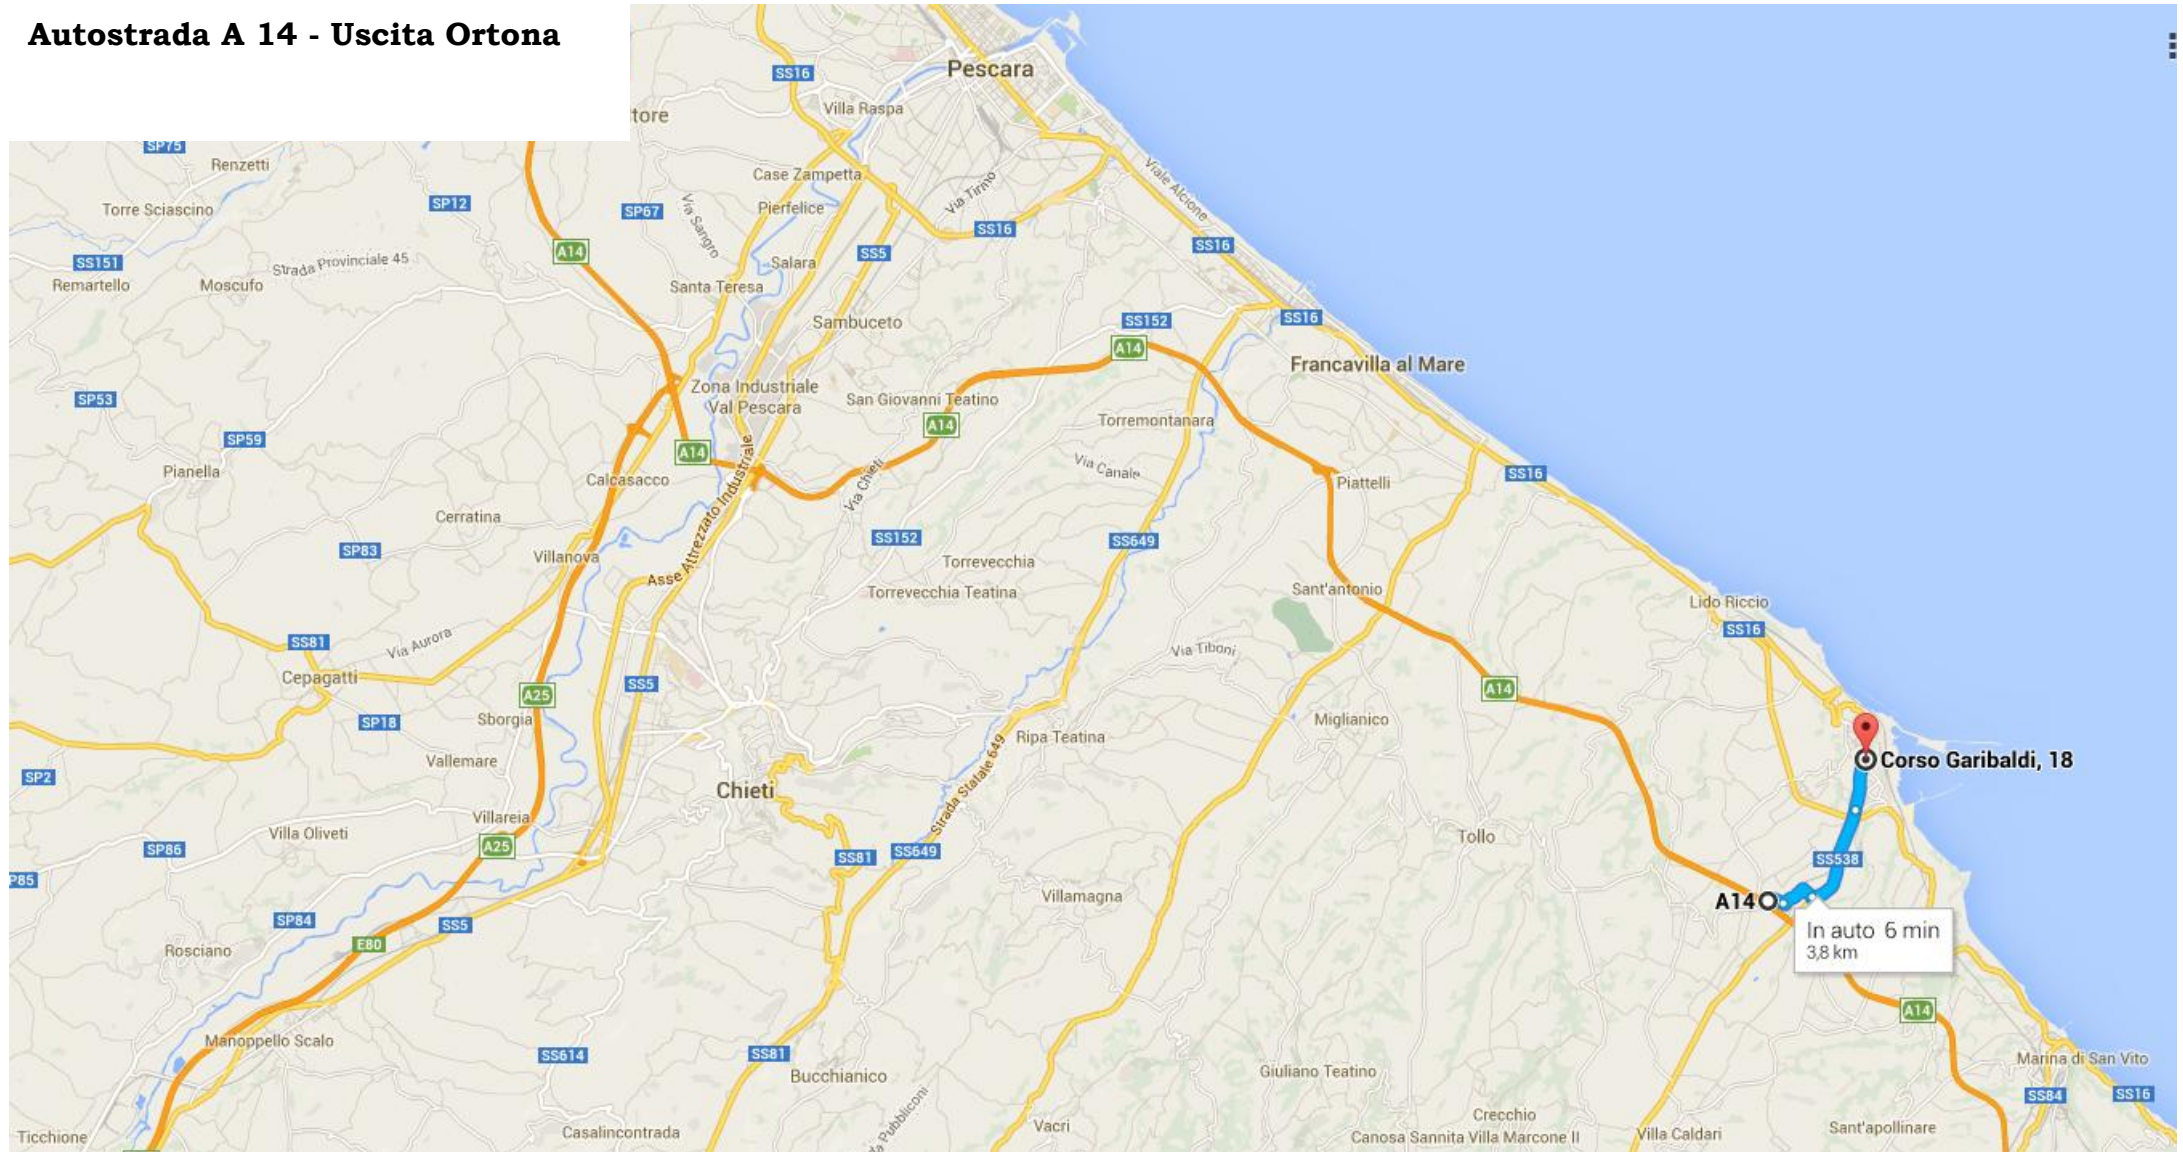 Autostrada A 14 - Uscita Ortona
Pescara
SS16
Villa Raspa
tore
SP75
Renzetti
Case Zampetta
Viale Alcione
Via Tirino
SP12
Torre Sciascino
SP67
Via Sangro
Pierfelice
SS16
SS16
A14
SS5
SS151
Strada Provinciale 45
Salara
Remartello
Moscufo
Santa Teresa
Sambuceto
SS152
SS16
A14
Francavilla al Mare
Zona Industriale
Val Pescara
SP53
San Giovanni Teatino
Torremontanara
A14
SP59
A14
Via Canale
Pianella
Calcasacco
Via Chieti
SS16
Piattelli
Cerratina
SP83
SS152
SS649
Villanova
Asse Attrezzato Industriale
Torrevecchia
Torrevecchia Teatina
Sant'antonio
Lido Riccio
SS16
SS81
Via Aurora
Via Tiboni
Cepagatti
SS5
A25
A14
SP18
Sborgia
Miglianico
Ripa Teatina
Vallemare
Corso Garibaldi, 18
SP2
Chieti
Strada Statale 649
Villareia
Villa Oliveti
Tollo
A25
SP86
SS81
SS649
SS538
P85
Villamagna
A14
SP84
SS5
In auto 6 min
3,8 km
E80
Rosciano
A14
Manoppello Scalo
SS614
SS81
Marina di San Vito
Bucchianico
Giuliano Teatino
SS84
SS16
da Pubbliconi
Crecchio
Vacri
Ticchione
Casalincontrada
Canosa Sannita
Villa Marcone II
Villa Caldari
Sant'apollinare